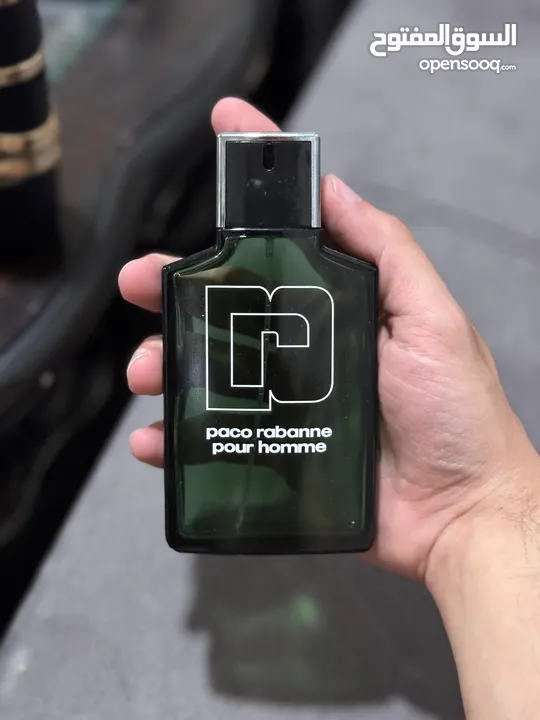 السوق المفتوح
opensooq.com
paco rabanne
pour homme